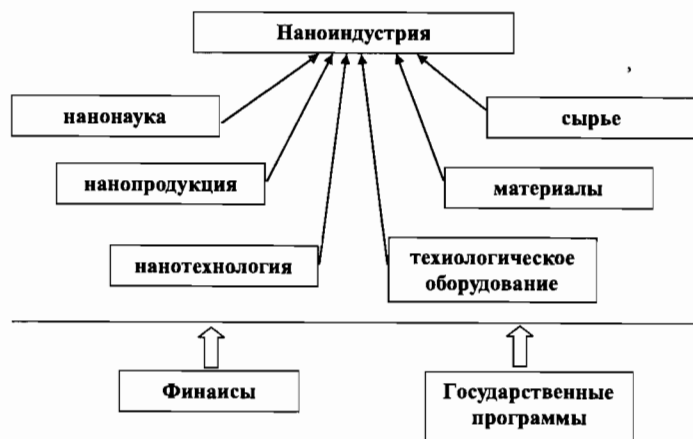 Наноиндустрия
нанонаука
сырье
нанопродукция
материалы
нанотехнология
техиологическое
оборудование
Финаисы
Государственные
программы